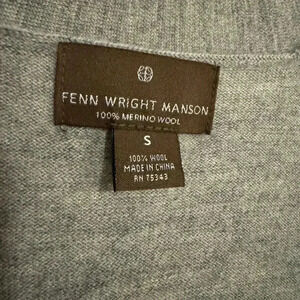 FENN WRIGHT MANSON
100% MERINO WOOL
S
100% WOOL
MADE IN CHINA
RN 75343